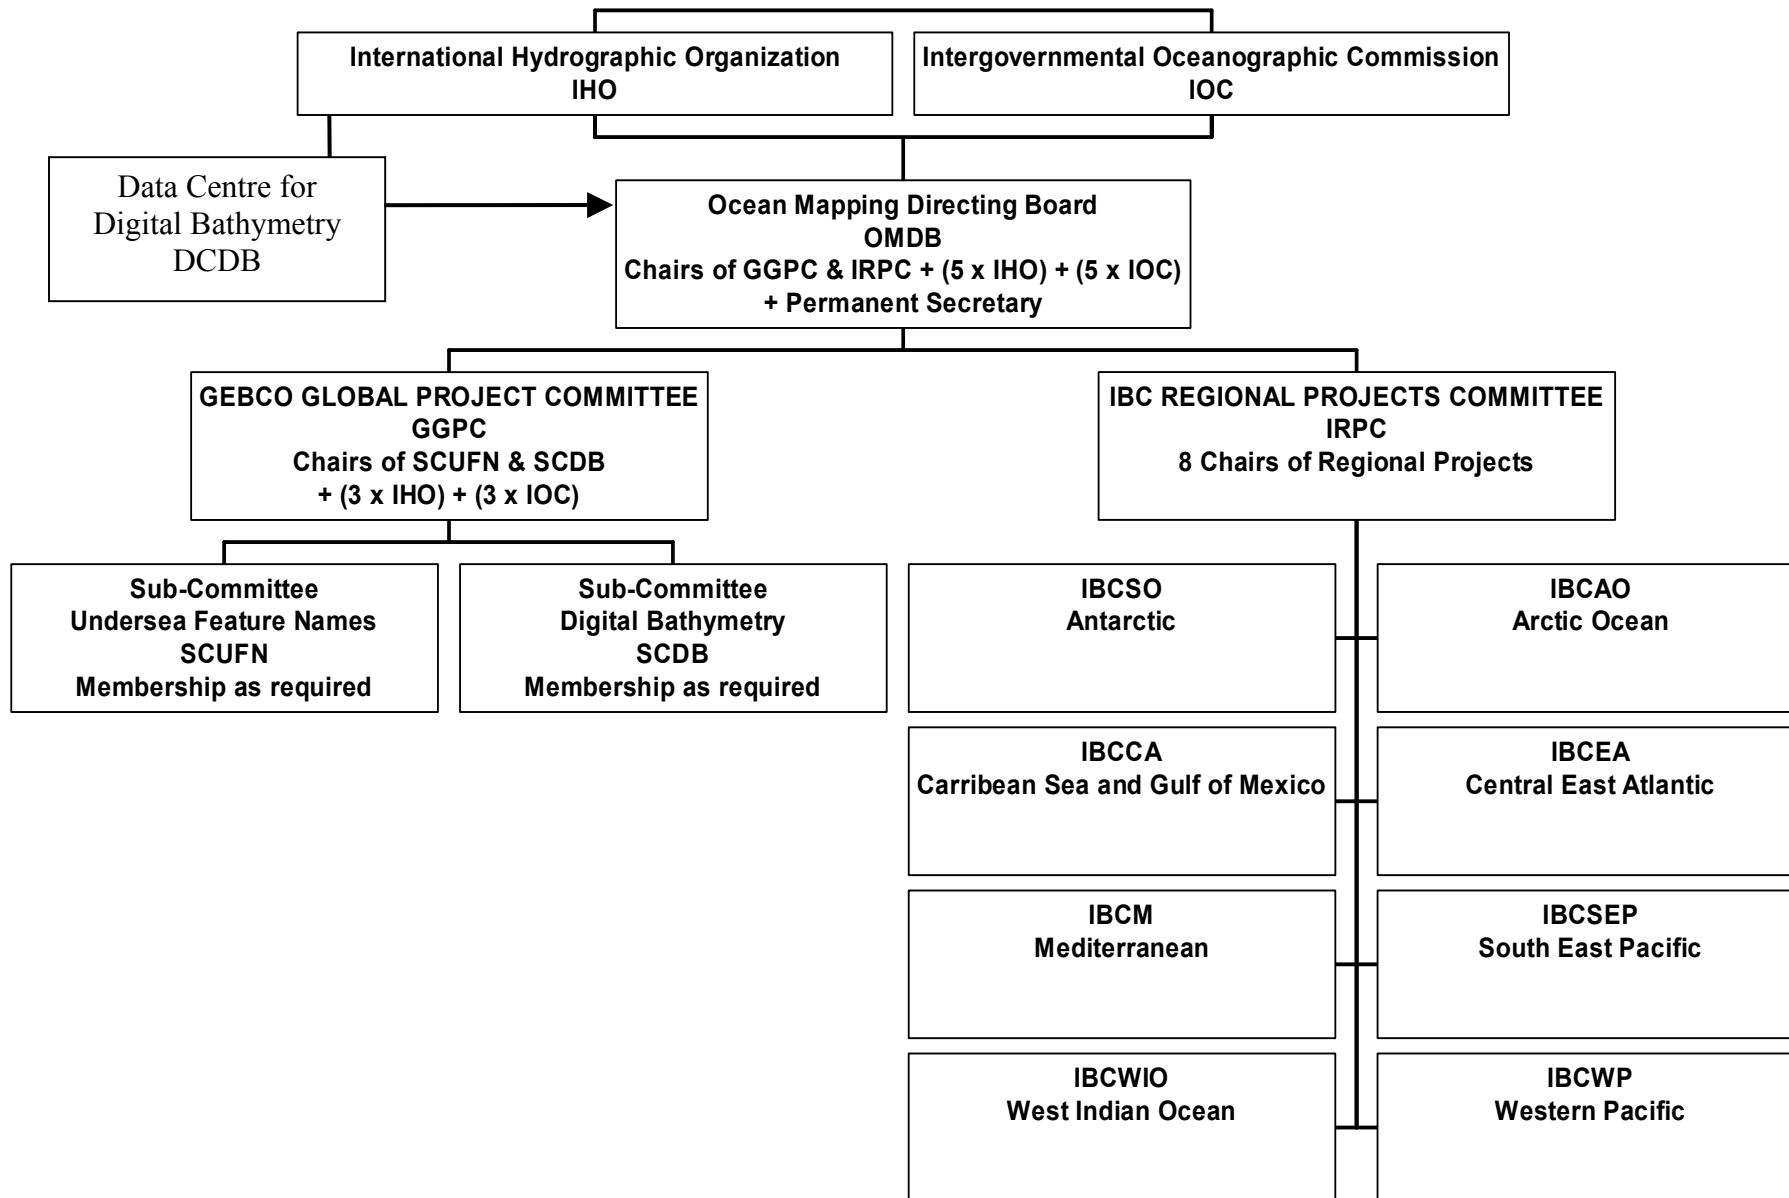 International Hydrographic Organization
IHO
Intergovernmental Oceanographic Commission
IOC
Data Centre for
Digital Bathymetry
DCDB
Ocean Mapping Directing Board
OMDB
Chairs of GGPC & IRPC + (5 x IHO) + (5 x IOC)
+ Permanent Secretary
GEBCO GLOBAL PROJECT COMMITTEE
GGPC
Chairs of SCUFN & SCDB
+ (3 x IHO) + (3 x IOC)
IBC REGIONAL PROJECTS COMMITTEE
IRPC
8 Chairs of Regional Projects
Sub-Committee
Undersea Feature Names
SCUFN
Membership as required
Sub-Committee
Digital Bathymetry
SCDB
Membership as required
IBCSO
Antarctic
IBCAO
Arctic Ocean
IBCCA
Carribean Sea and Gulf of Mexico
IBCEA
Central East Atlantic
IBCM
Mediterranean
IBCSEP
South East Pacific
IBCWIO
West Indian Ocean
IBCWP
Western Pacific